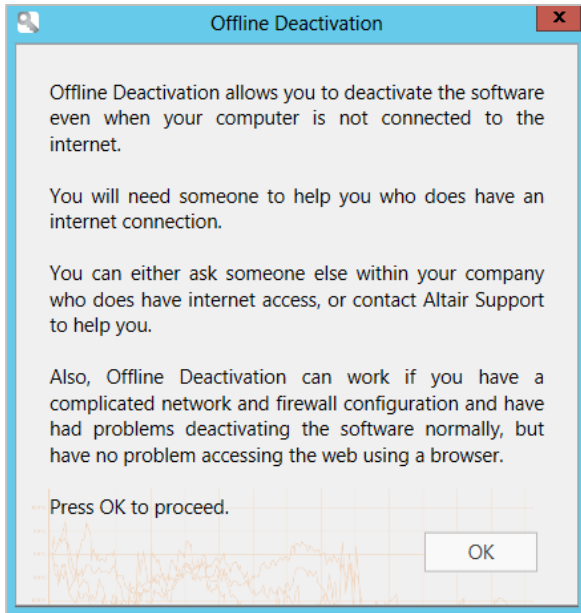 Offline Deactivation
x
Offline Deactivation allows you to deactivate the software
even when your computer is not connected to the
internet.
You will need someone to help you who does have an
internet connection.
You can either ask someone else within your company
who does have internet access, or contact Altair Support
to help you.
Also, Offline Deactivation can work if you have a
complicated network and firewall configuration and have
had problems deactivating the software normally, but
have no problem accessing the web using a browser.
Press OK to proceed.
OK